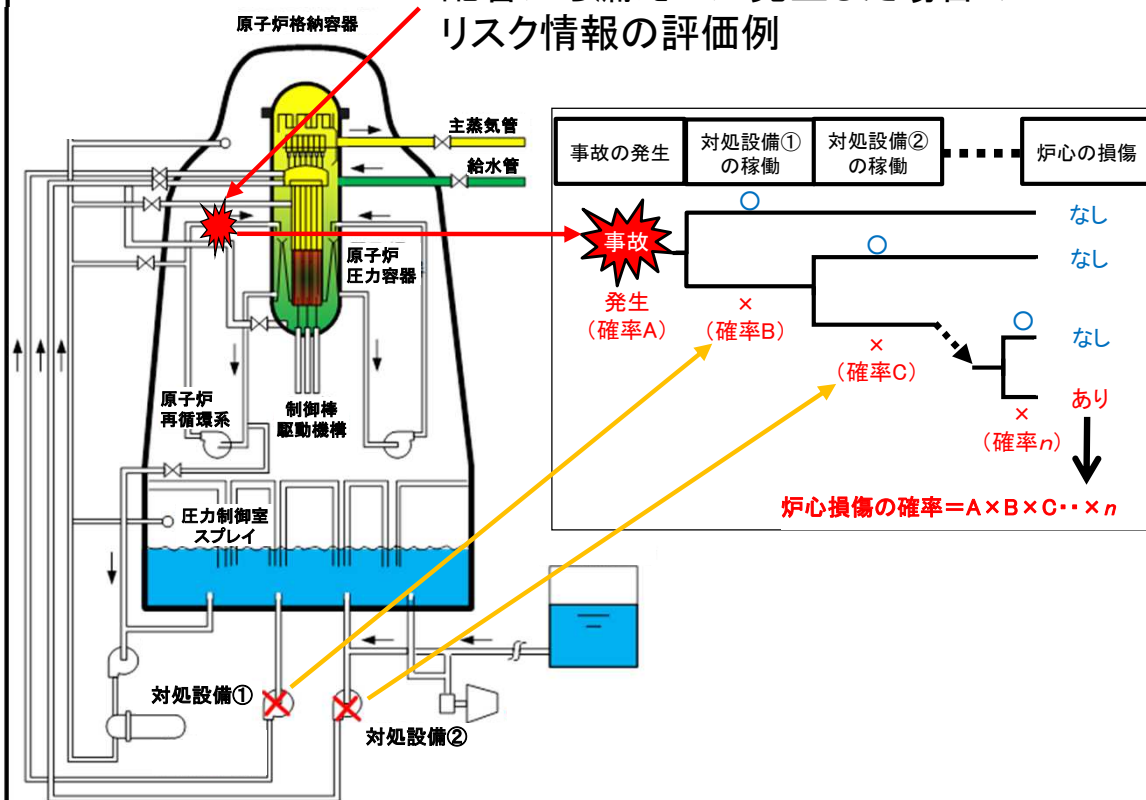 リスク情報の評価例
原子炉格納容器
主蒸気管
給水管
原子炉
圧力容器
原子炉
再循環系
制御棒
駆動機構
圧力制御室
スプレイ
対処設備①
対処設備②
事故の発生
対処設備①
の稼働
対処設備②
の稼働
炉心の損傷
事故
発生
(確率A)
○
×
(確率B)
○
×
(確率C)
○
×
(確率n)
なし
なし
なし
あり
炉心損傷の確率=A×B×C・・×n